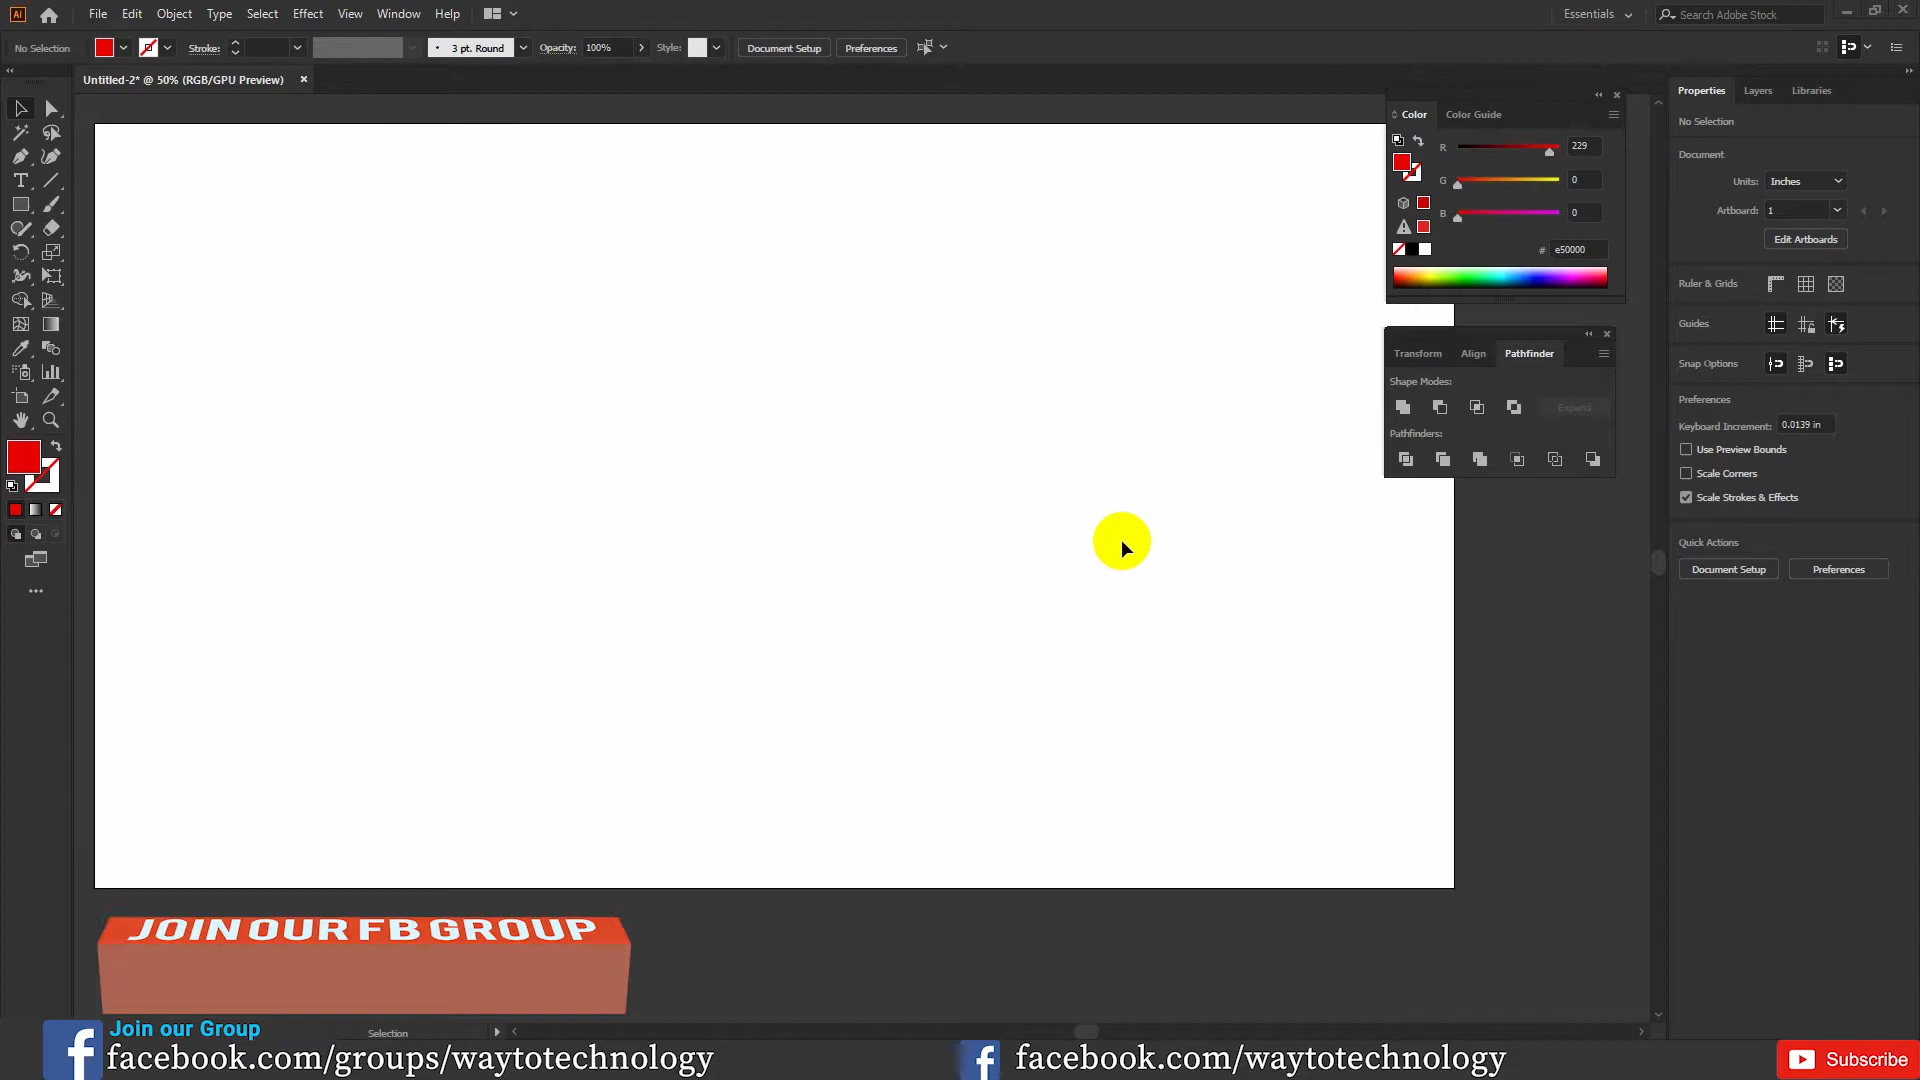 Ai File Edit Object Type Select Effect View Window Help Essentials Search Adobe Stock
No Selection Stroke: 3 pt. Round Opacity: 100% Style: Document Setup Preferences
Untitled-2* @ 50% (RGB/GPU Preview)
Color Color Guide
R 229
G 0
B 0
# e50000
Transform Align Pathfinder
Shape Modes:
Expand
Pathfinders:
Properties Layers Libraries
No Selection
Document
Units: Inches
Artboard: 1
Edit Artboards
Ruler & Grids
Guides
Snap Options
Preferences
Keyboard Increment: 0.0139 in
Use Preview Bounds
Scale Corners
Scale Strokes & Effects
Quick Actions
Document Setup Preferences
JOIN OUR FB GROUP
Selection
Join our Group
facebook.com/groups/waytotechnology
facebook.com/waytotechnology
Subscribe